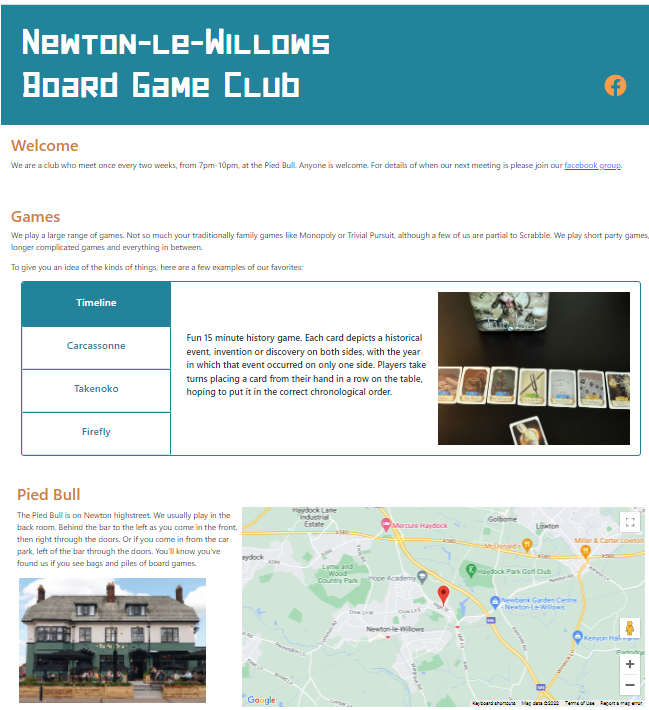 Newton-le-Willows
Board Game Club
Welcome
We are a club who meet once every two weeks, from 7pm-10pm, at the Pied Bull. Anyone is welcome. For details of when our next meeting is please join our facebook group.
Games
We play a large range of games. Not so much your traditionally family games like Monopoly or Trivial Pursuit, although a few of us are partial to Scrabble. We play short party games,
longer complicated games and everything in between.
To give you an idea of the kinds of things, here are a few examples of our favorites:
Timeline
Carcassonne
Takenoko
Firefly
Fun 15 minute history game. Each card depicts a historical
event, invention or discovery on both sides, with the year
in which that event occurred on only one side. Players take
turns placing a card from their hand in a row on the table,
hoping to put it in the correct chronological order.
Pied Bull
The Pied Bull is on Newton highstreet. We usually play in the
back room. Behind the bar to the left as you come in the front,
then right through the doors. Or if you come in from the car
park, left of the bar through the doors. You'll know you've
found us if you see bags and piles of board games.
Haydock Lane
Industrial
Estate
Mercure Haydock
Golborne
Lowton
A580
A580
A580
McDonald's
Miller & Carter Lowton
aydock
Lyme and
Wood Country
Park
Hope Academy
Haydock Park Golf Club
Newbank Garden Centre
- Newton-Le-Willows
Crow Ln W
Crow Ln E
High St
Newton-le-Willows
Kenyon Hall
Google
Keyboard shortcuts
Map data ©2022
Terms of Use
Report a map error